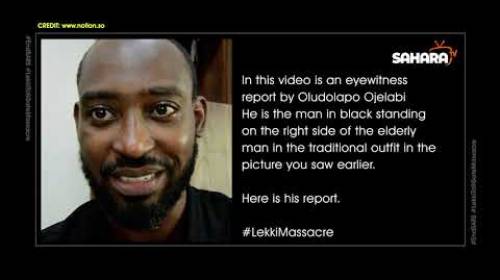 CREDIT: www.notion.so
SAHARA TV
In this video is an eyewitness
report by Oludolapo Ojelabi
He is the man in black standing
on the right side of the elderly
man in the traditional outfit in the
picture you saw earlier.
Here is his report.
#LekkiMassacre